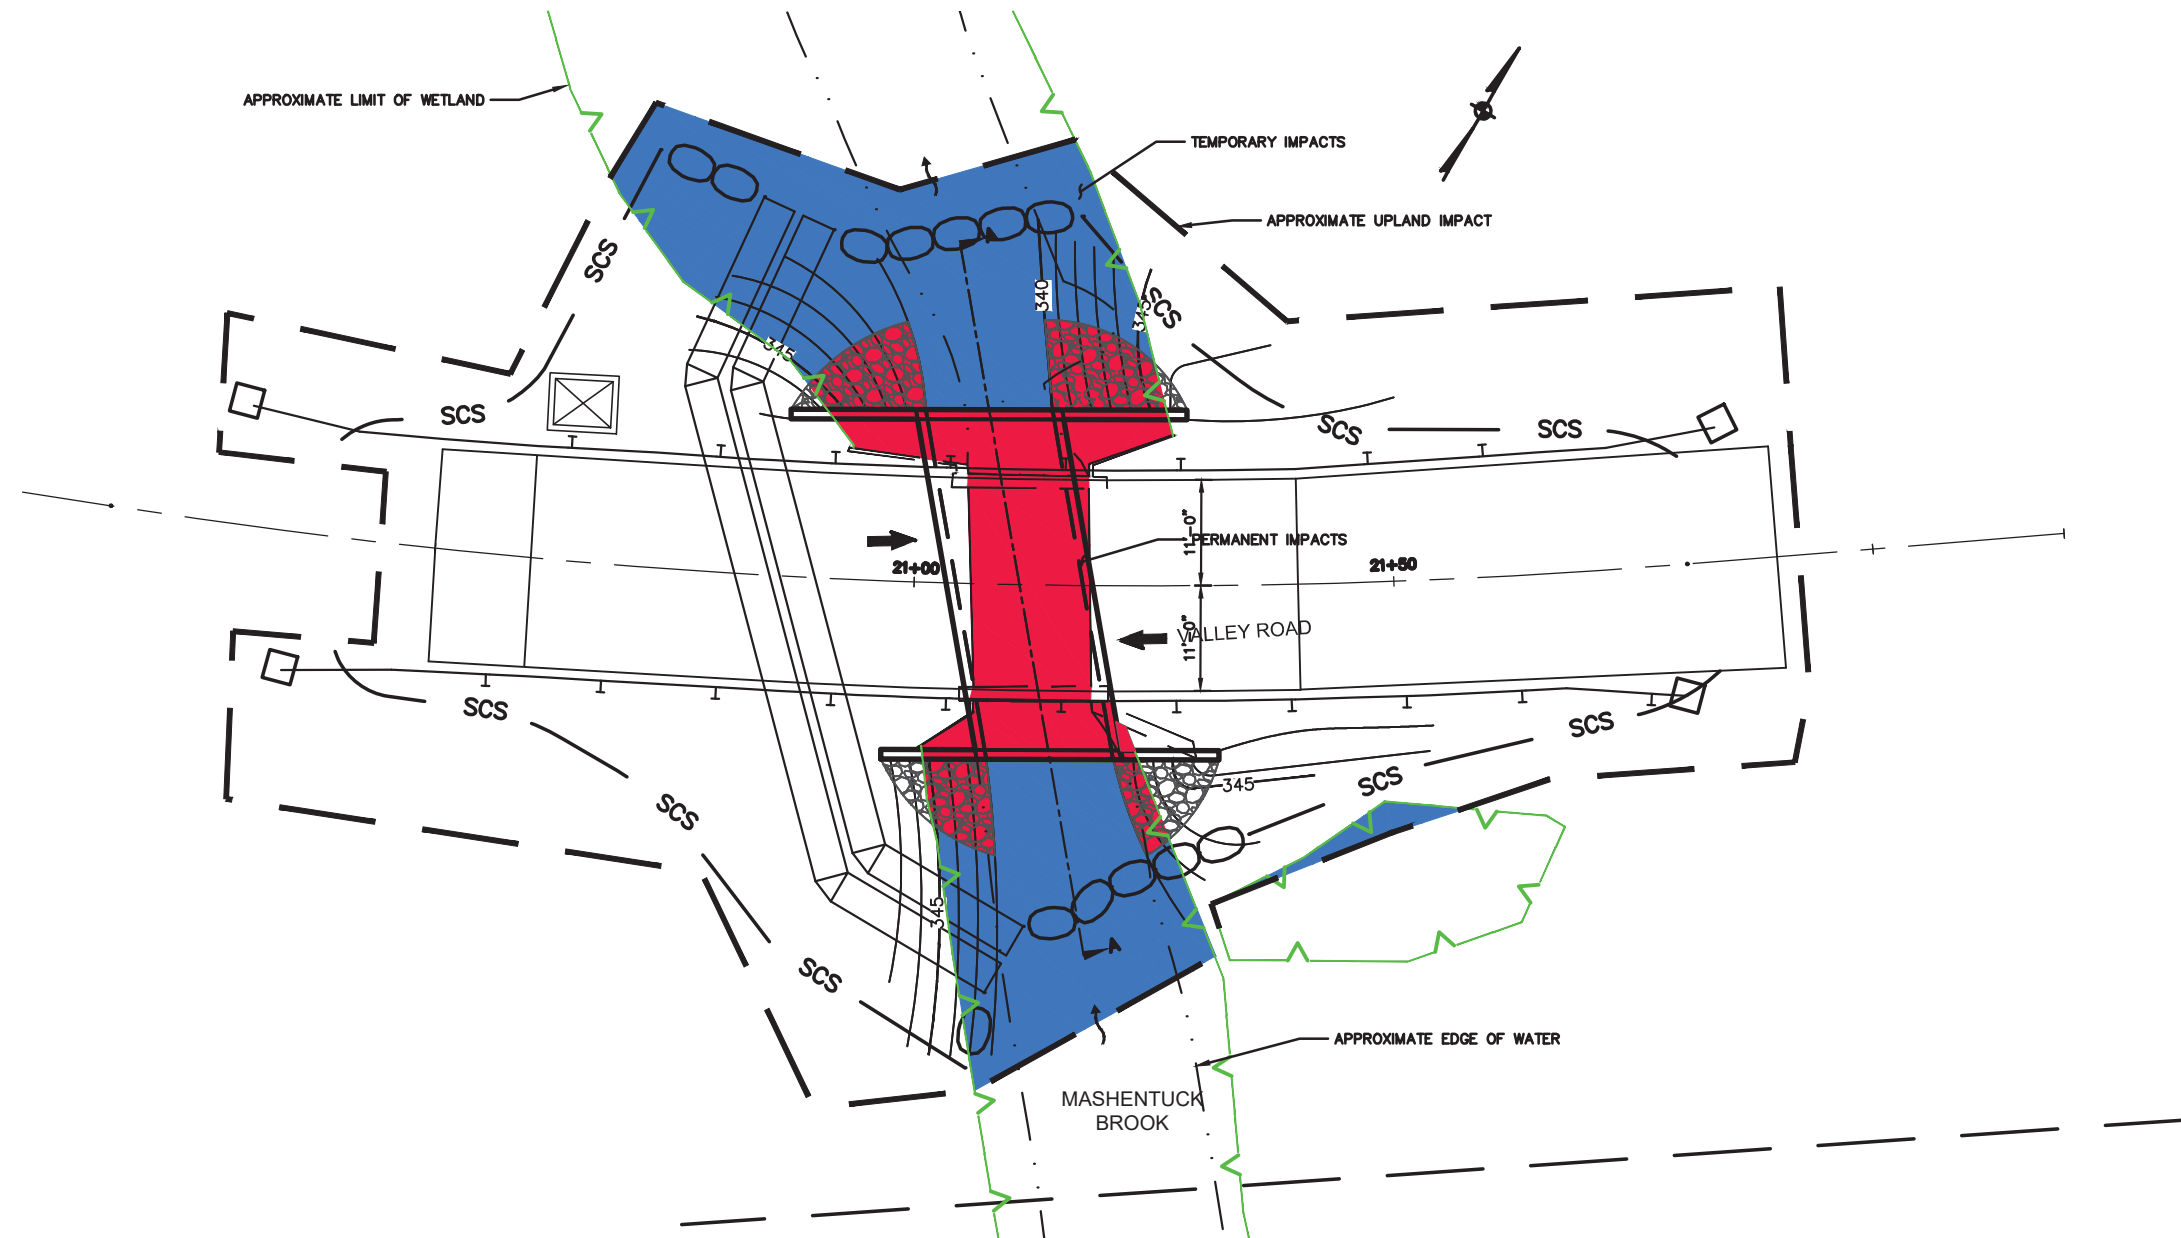 APPROXIMATE LIMIT OF WETLAND
TEMPORARY IMPACTS
APPROXIMATE UPLAND IMPACT
SCS
A
340
345
SCS
345
SCS
SCS
SCS
11'-0"
PERMANENT IMPACTS
21+00
21+50
11'-0"
VALLEY ROAD
SCS
SCS
SCS
345
SCS
345
A
SCS
APPROXIMATE EDGE OF WATER
MASHENTUCK
BROOK